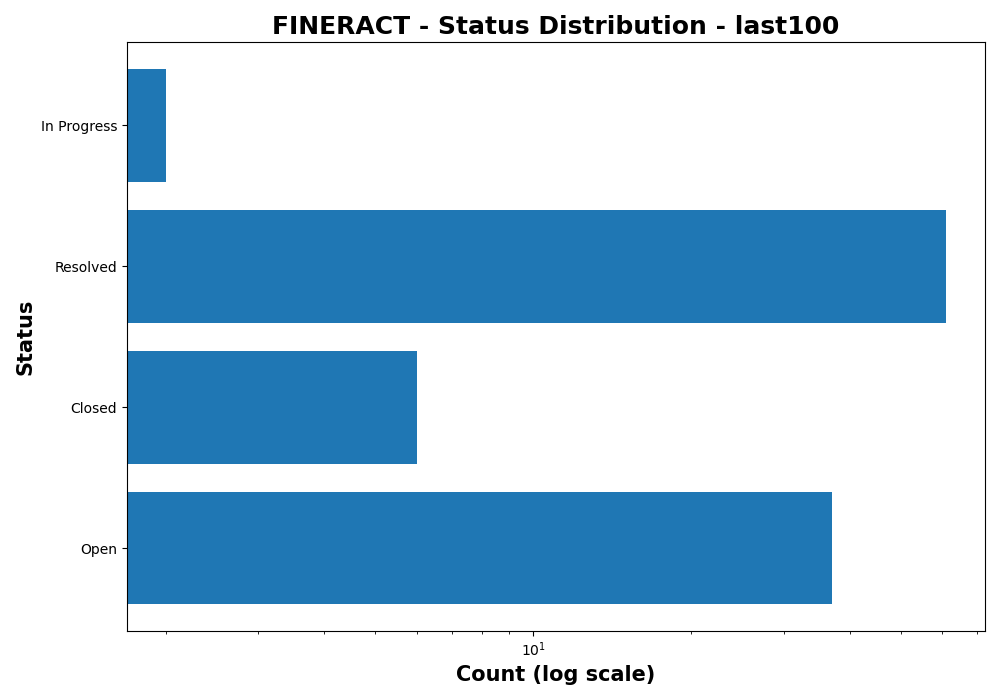 FINERACT - Status Distribution - last100
In Progress
Resolved
Closed
Open
Status
10¹
Count (log scale)